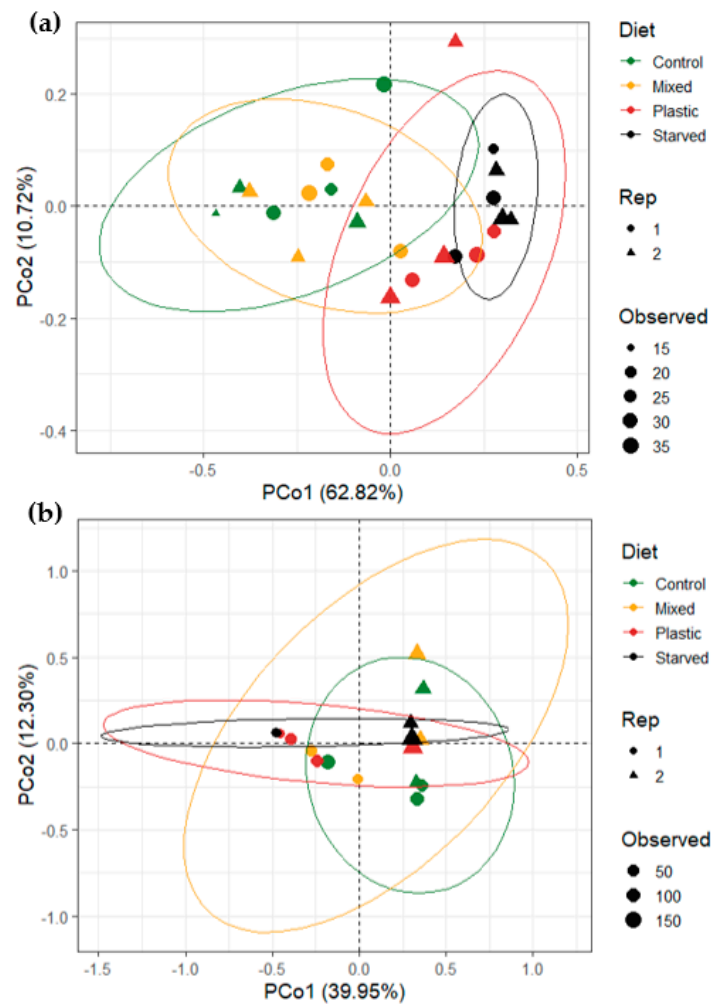 (a)
0.2
0.0
-0.2
-0.4
PCo2 (10.72%)
-0.5
0.0
0.5
PCo1 (62.82%)
Diet
Control
Mixed
Plastic
Starved
Rep
1
2
Observed
15
20
25
30
35
(b)
1.0
0.5
0.0
-0.5
-1.0
PCo2 (12.30%)
-1.5
-1.0
-0.5
0.0
0.5
1.0
PCo1 (39.95%)
Diet
Control
Mixed
Plastic
Starved
Rep
1
2
Observed
50
100
150